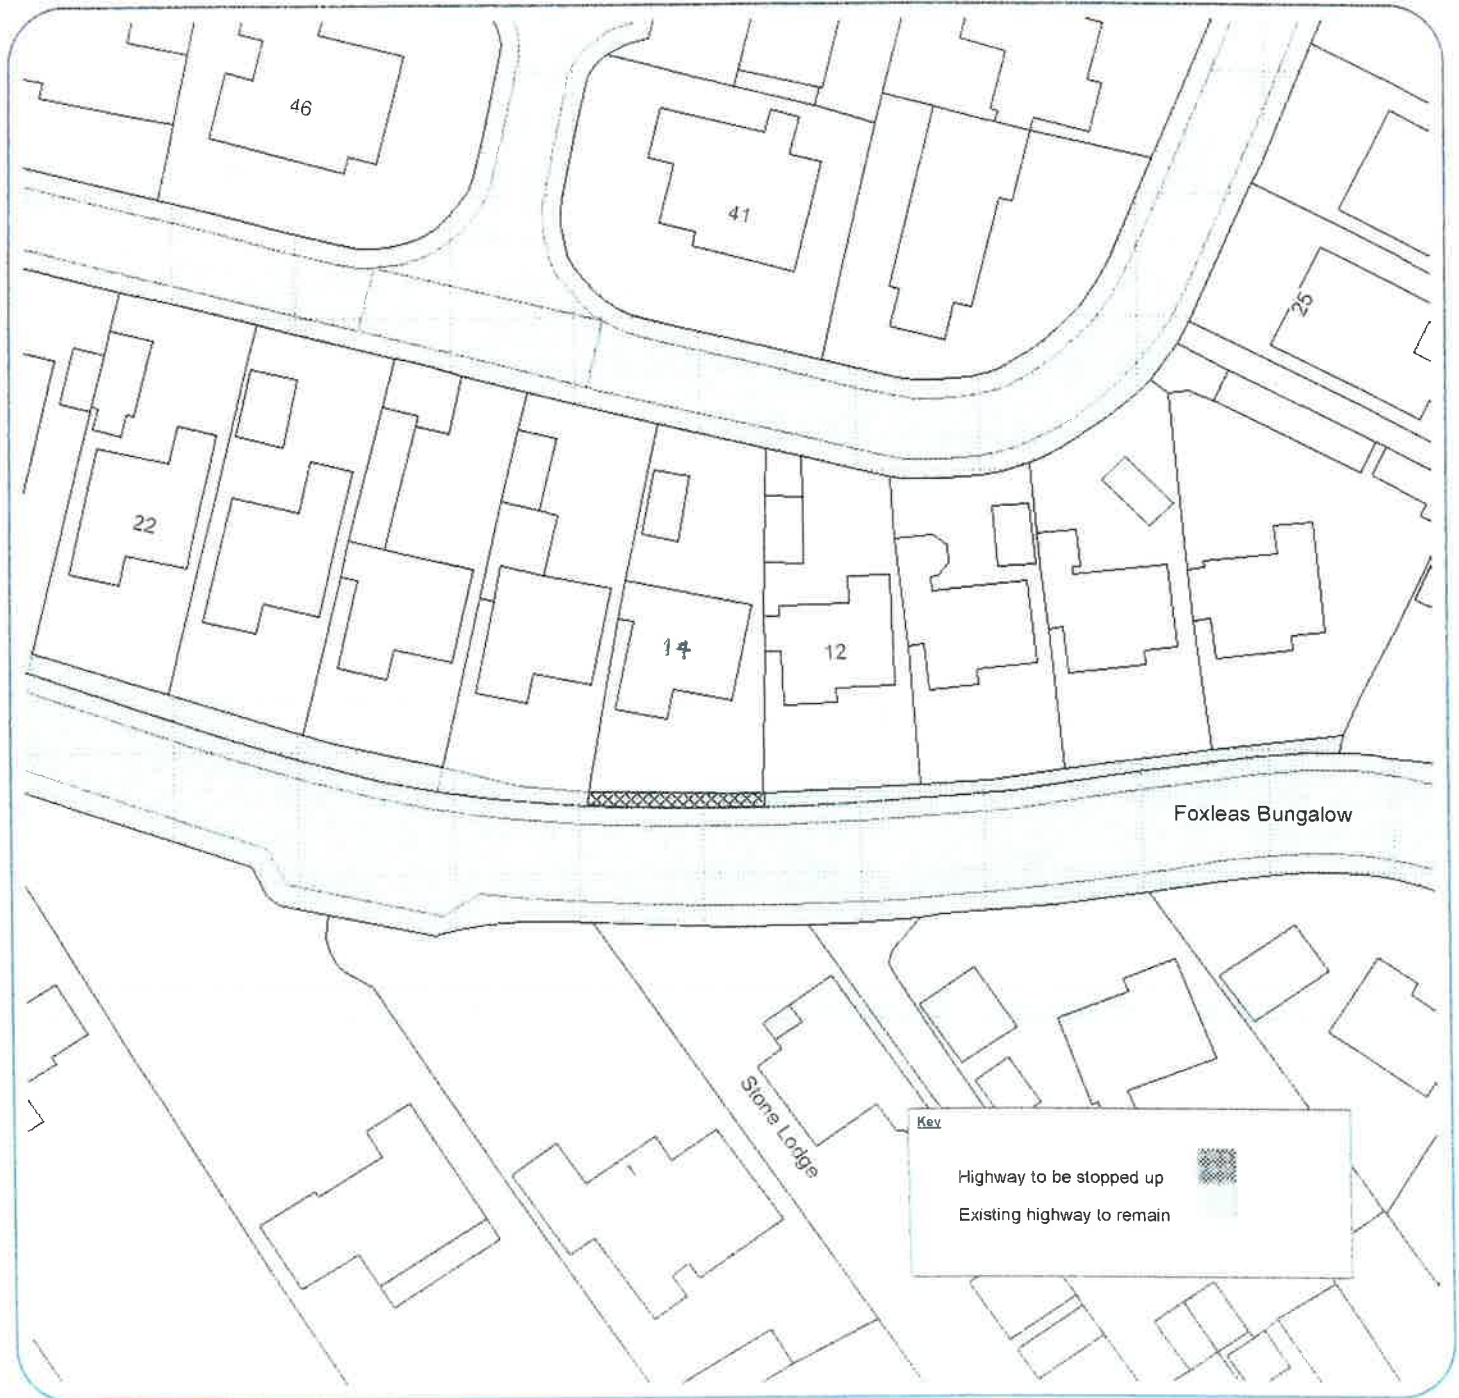 46
41
25
22
14
12
Foxleas Bungalow
Stone Lodge
Key
Highway to be stopped up
Existing highway to remain